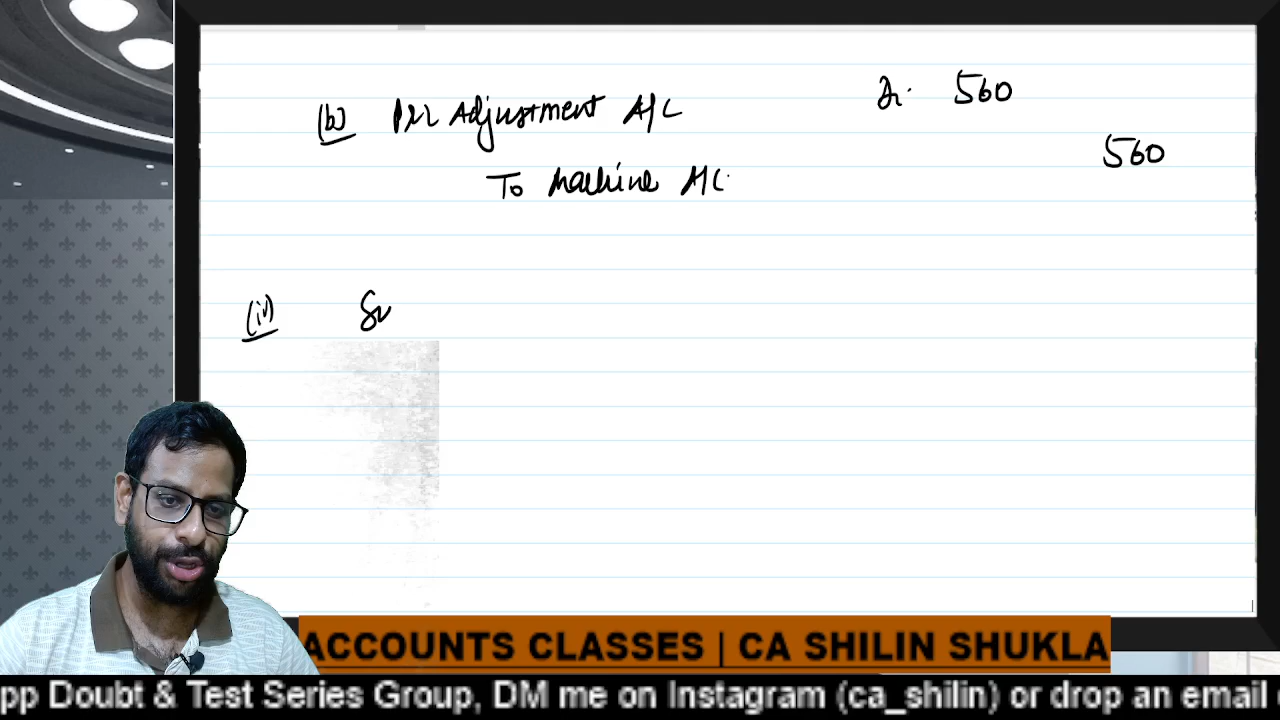 (b) P&L Adjustment A/C Dr. 560
To Machine A/C 560
(iv)
ACCOUNTS CLASSES | CA SHILIN SHUKLA
pp Doubt & Test Series Group, DM me on Instagram (ca_shilin) or drop an email